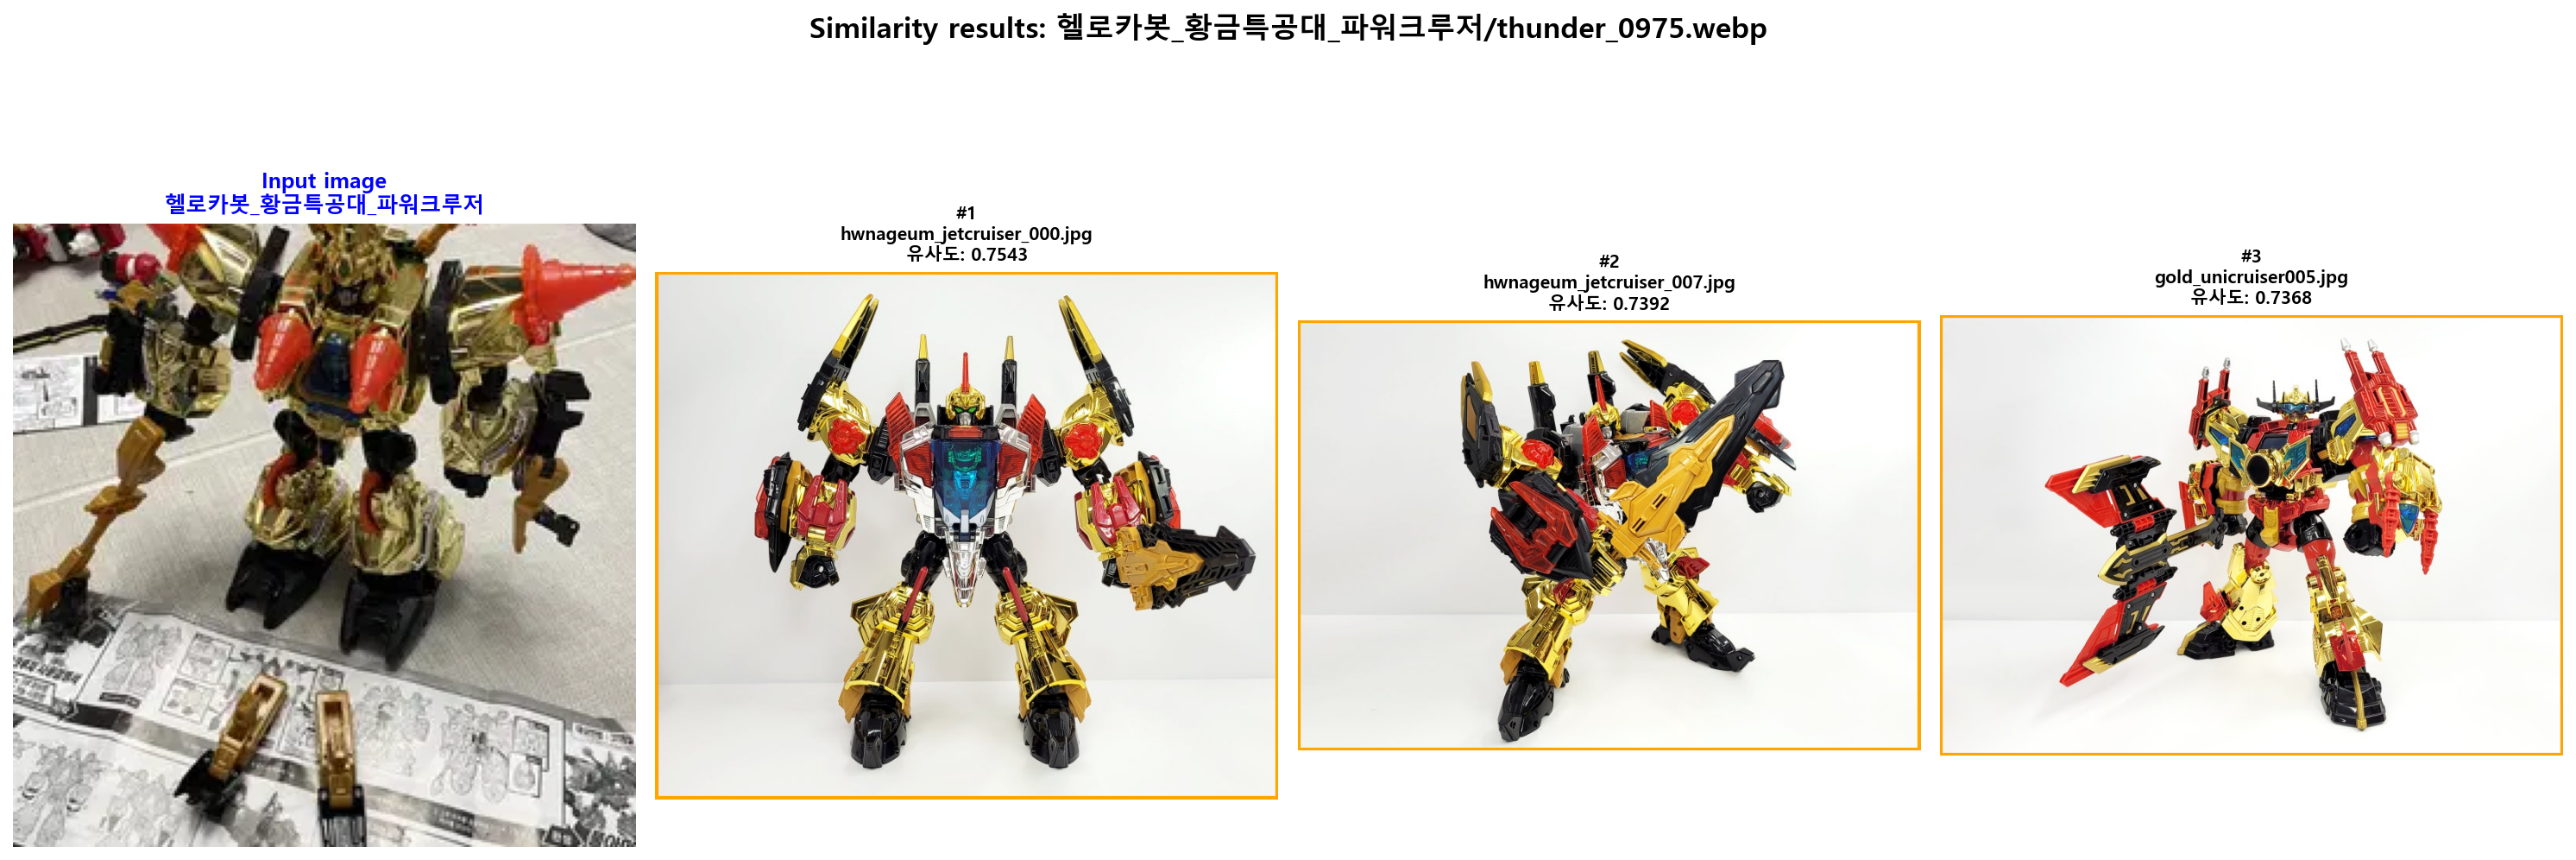 Similarity results: 헬로카봇_황금특공대_파워크루저/thunder_0975.webp
Input image
헬로카봇_황금특공대_파워크루저
#1
hwnageum_jetcruiser_000.jpg
유사도: 0.7543
#2
hwnageum_jetcruiser_007.jpg
유사도: 0.7392
#3
gold_unicruiser005.jpg
유사도: 0.7368